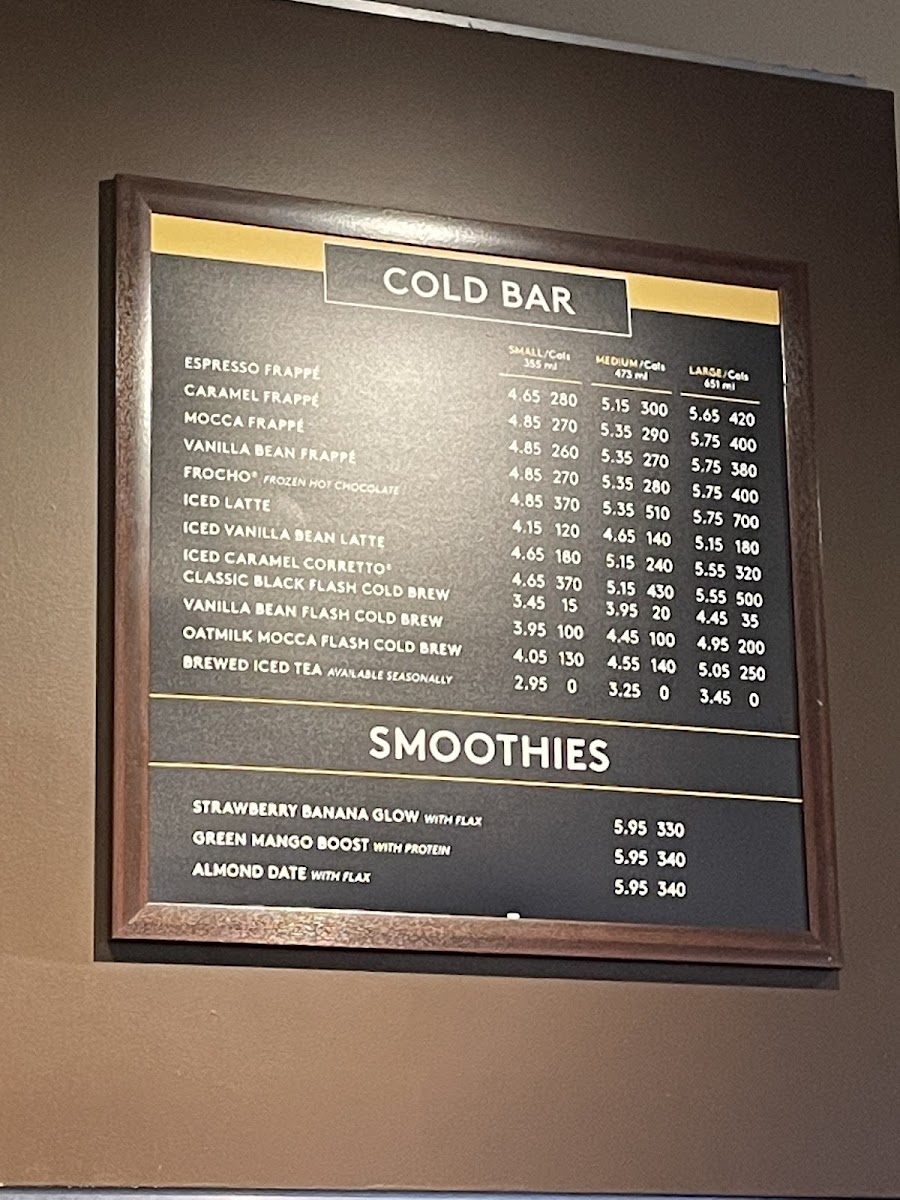 COLD BAR
SMALL/Cals MEDIUM/Cals LARGE/Cals
355 ml 473 ml 651 ml
ESPRESSO FRAPPÉ 4.65 280 5.15 300 5.65 420
CARAMEL FRAPPÉ 4.85 270 5.35 290 5.75 400
MOCCA FRAPPÉ 4.85 260 5.35 270 5.75 380
VANILLA BEAN FRAPPÉ 4.85 270 5.35 280 5.75 400
FROCHO® FROZEN HOT CHOCOLATE 4.85 370 5.35 510 5.75 700
ICED LATTE 4.15 120 4.65 140 5.15 180
ICED VANILLA BEAN LATTE 4.65 180 5.15 240 5.55 320
ICED CARAMEL CORRETTO® 4.65 370 5.15 430 5.55 500
CLASSIC BLACK FLASH COLD BREW 3.45 15 3.95 20 4.45 35
VANILLA BEAN FLASH COLD BREW 3.95 100 4.45 100 4.95 200
OATMILK MOCCA FLASH COLD BREW 4.05 130 4.55 140 5.05 250
BREWED ICED TEA AVAILABLE SEASONALLY 2.95 0 3.25 0 3.45 0
SMOOTHIES
STRAWBERRY BANANA GLOW WITH FLAX 5.95 330
GREEN MANGO BOOST WITH PROTEIN 5.95 340
ALMOND DATE WITH FLAX 5.95 340